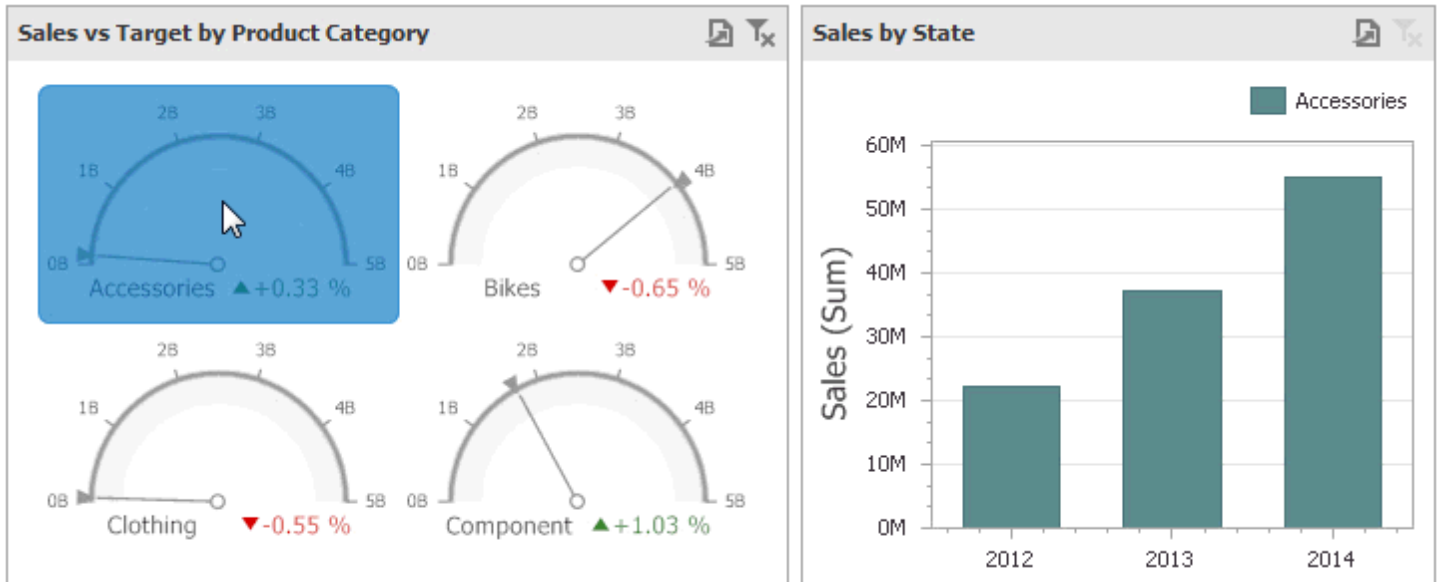 Sales vs Target by Product Category
2B 3B
1B 4B
0B 5B
Accessories ▲+0.33 %
2B 3B
1B 4B
0B 5B
Bikes ▼-0.65 %
2B 3B
1B 4B
0B 5B
Clothing ▼-0.55 %
2B 3B
1B 4B
0B 5B
Component ▲+1.03 %
Sales by State
Accessories
Sales (Sum)
60M
50M
40M
30M
20M
10M
0M
2012 2013 2014